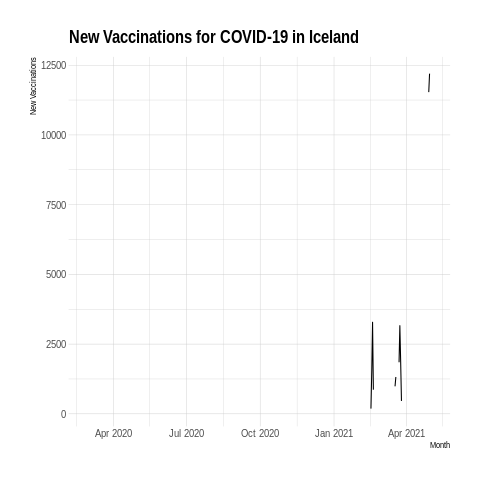 New Vaccinations for COVID-19 in Iceland
New Vaccinations
12500
10000
7500
5000
2500
0
Apr 2020 Jul 2020 Oct 2020 Jan 2021 Apr 2021
Month